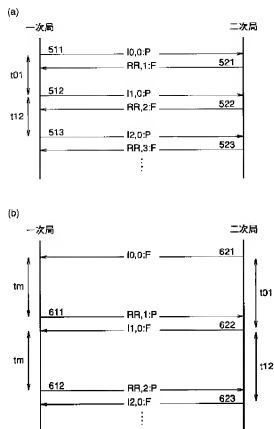 (a)
一次局 二次局
511 I0,0:P
RR,1:F 521
t01
512 I1,0:P
RR,2:F 522
t12
513 I2,0:P
RR,3:F 523
(b)
一次局 二次局
I0,0:F 621
tm t01
611 RR,1:P
I1,0:F 622
tm t12
612 RR,2:P
I2,0:F 623